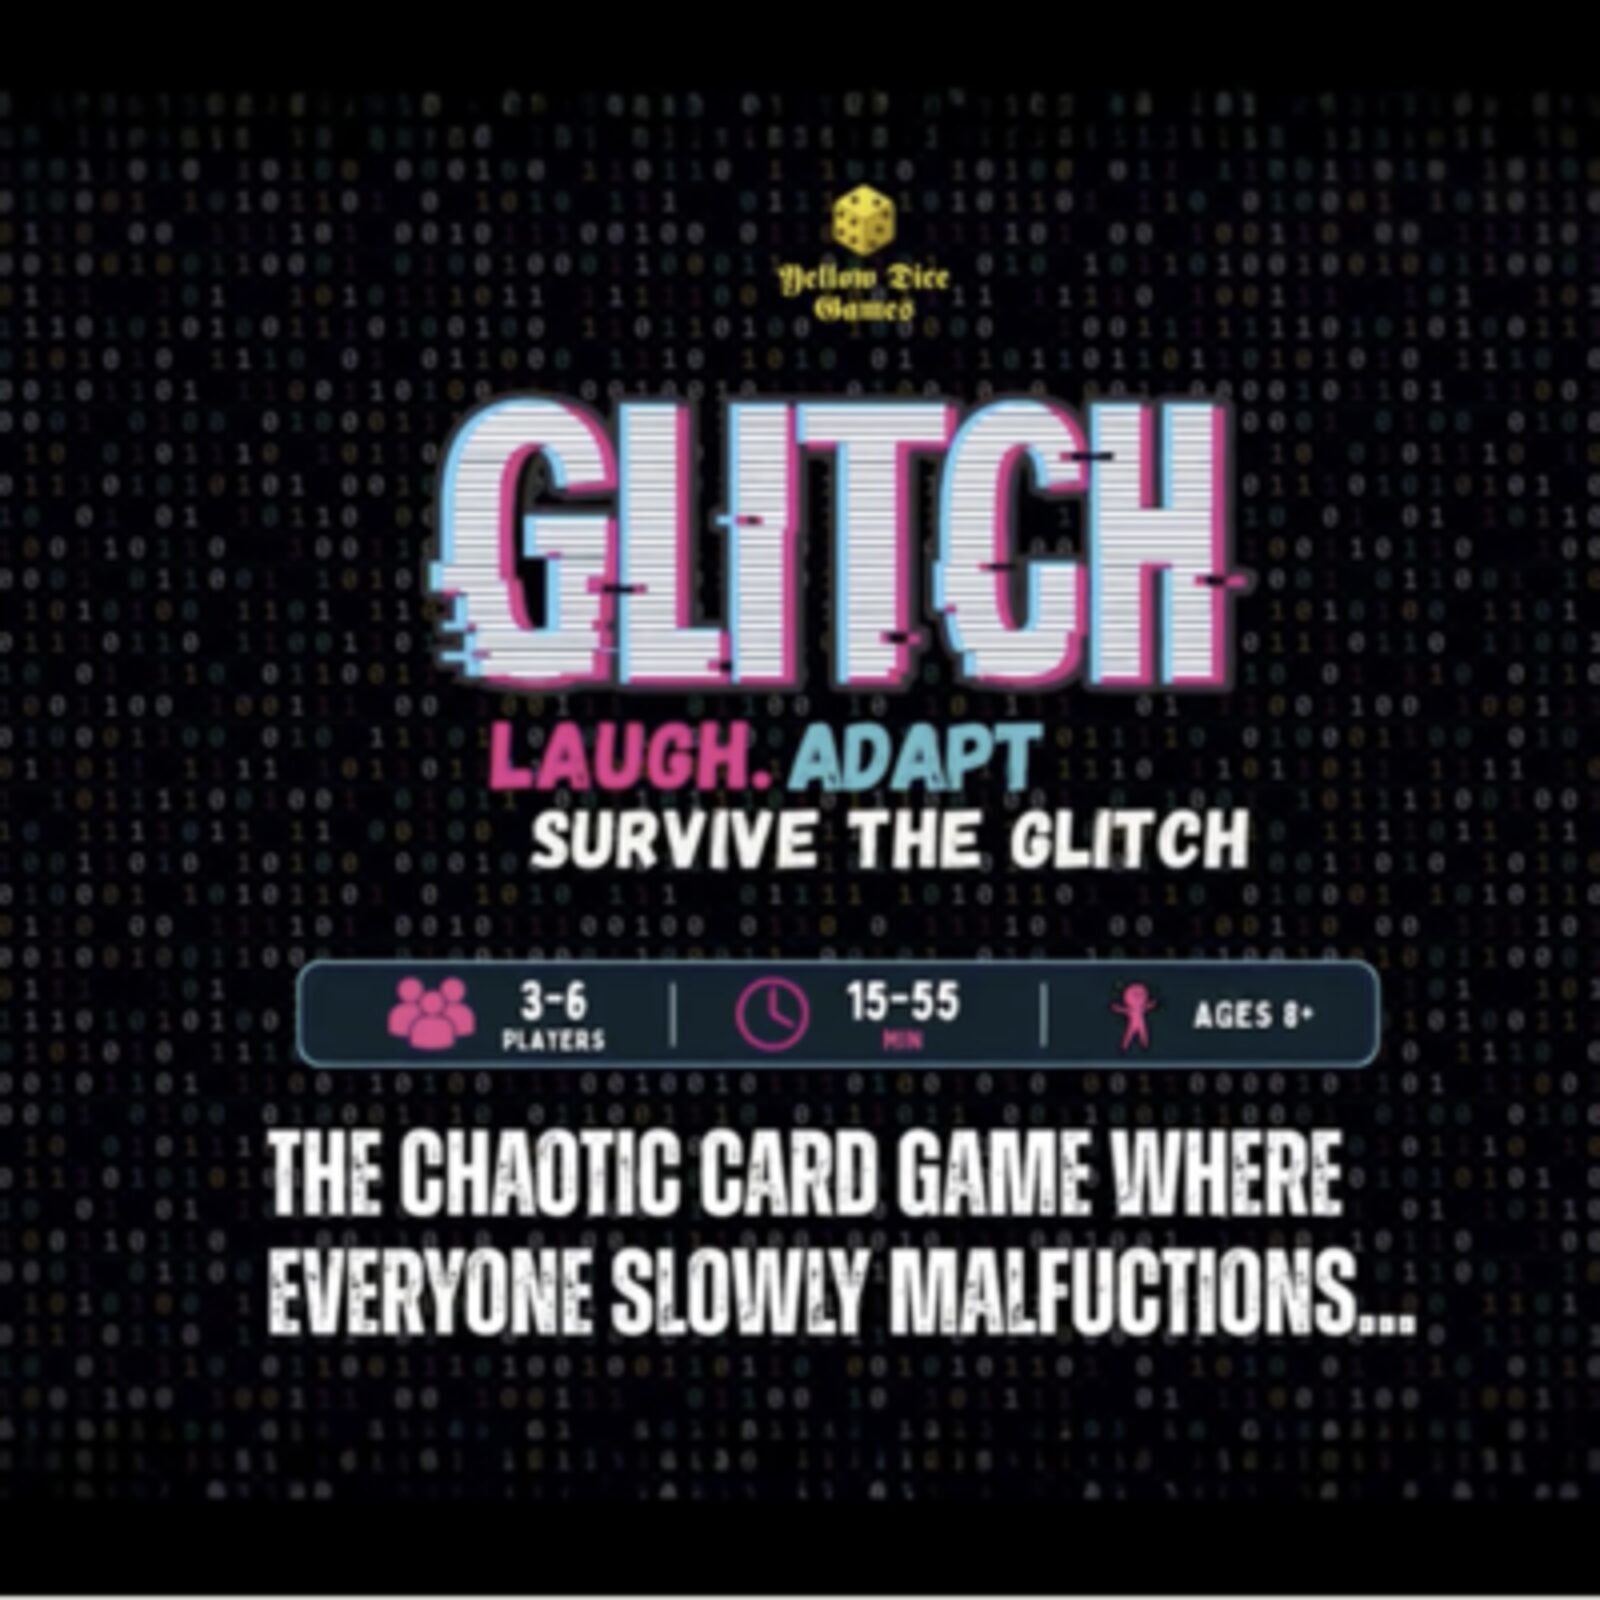 Yellow Dice
Games
GLITCH
LAUGH. ADAPT
SURVIVE THE GLITCH
3-6
PLAYERS
15-55
MIN
AGES 8+
THE CHAOTIC CARD GAME WHERE
EVERYONE SLOWLY MALFUCTIONS...